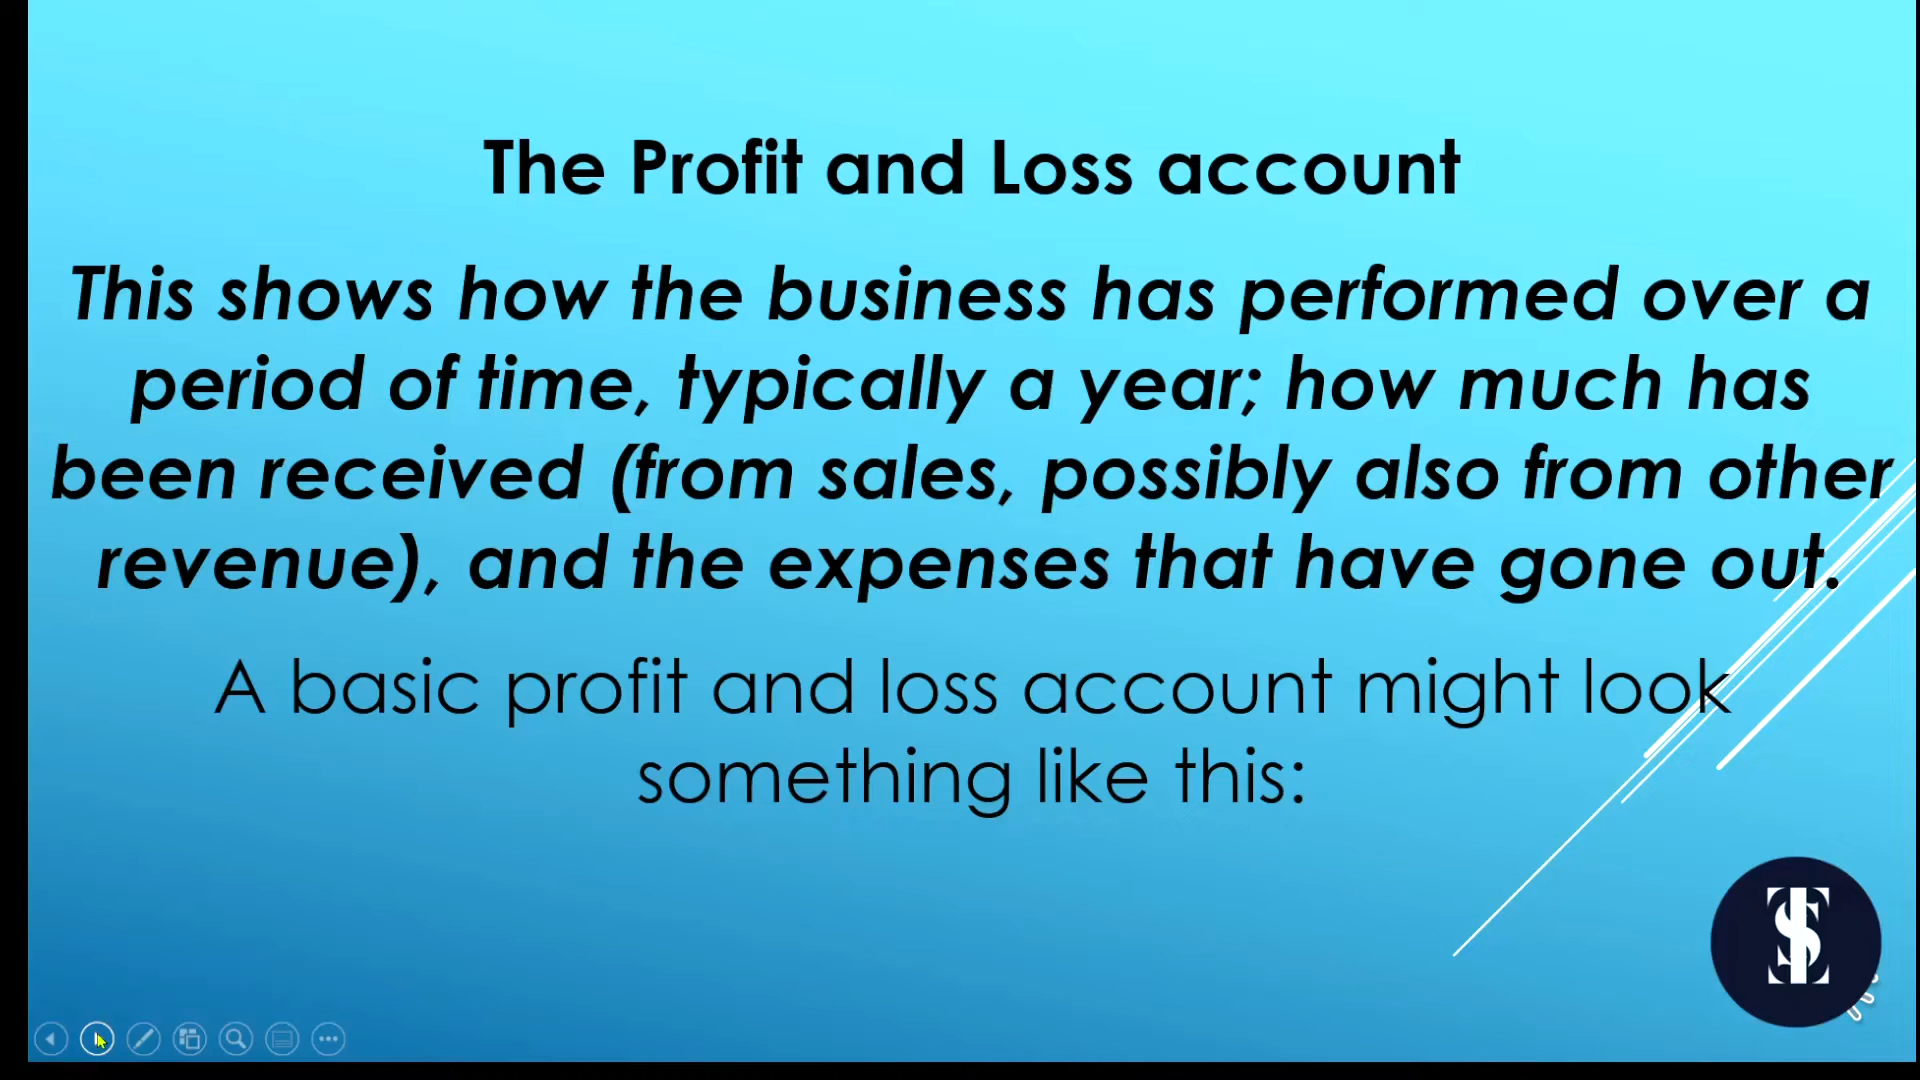 The Profit and Loss account
This shows how the business has performed over a
period of time, typically a year; how much has
been received (from sales, possibly also from other
revenue), and the expenses that have gone out.
A basic profit and loss account might look
something like this: